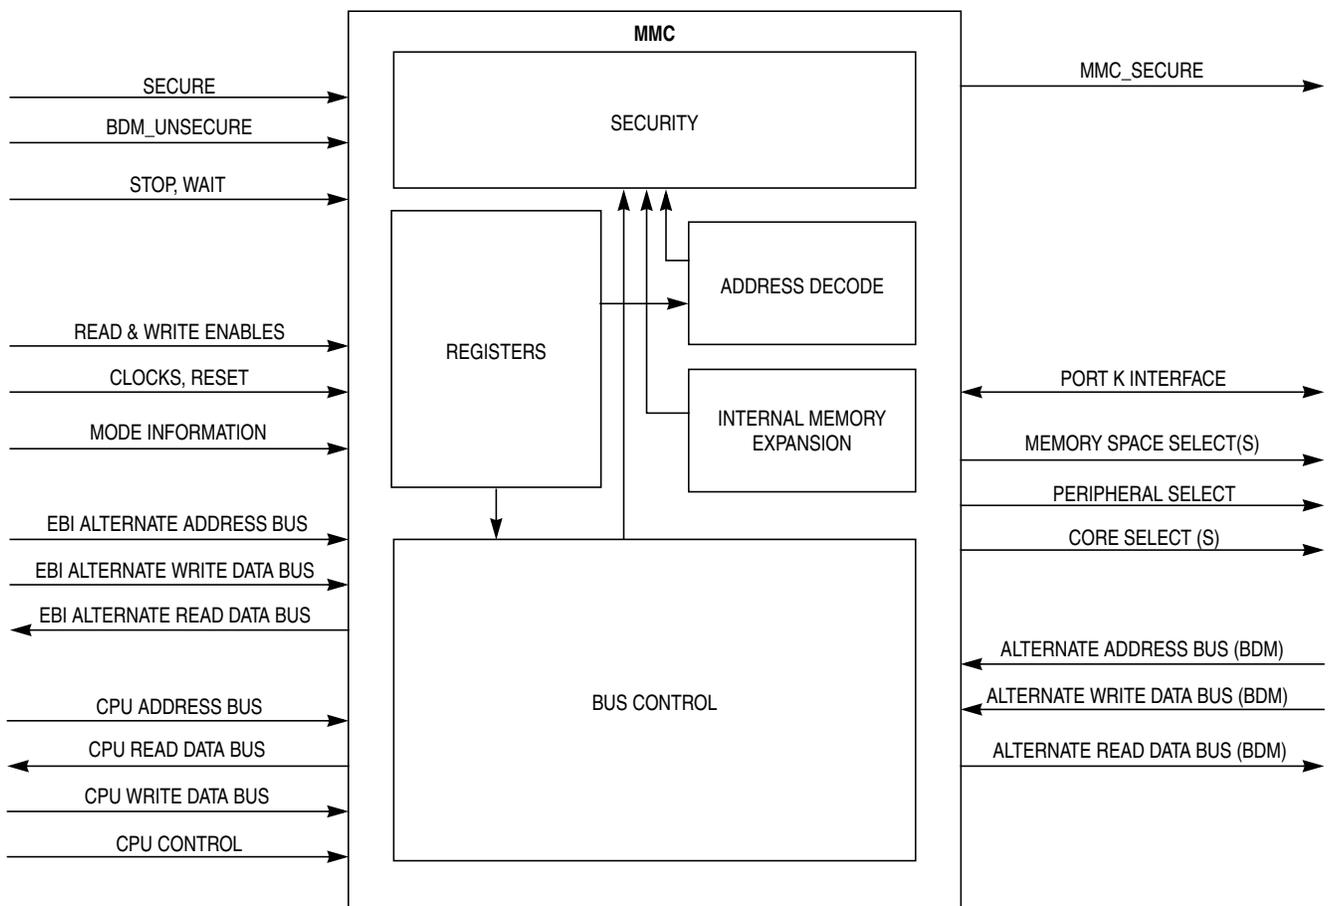 MMC
SECURE
BDM_UNSECURE
STOP, WAIT
READ & WRITE ENABLES
CLOCKS, RESET
MODE INFORMATION
EBI ALTERNATE ADDRESS BUS
EBI ALTERNATE WRITE DATA BUS
EBI ALTERNATE READ DATA BUS
CPU ADDRESS BUS
CPU READ DATA BUS
CPU WRITE DATA BUS
CPU CONTROL
SECURITY
REGISTERS
ADDRESS DECODE
INTERNAL MEMORY
EXPANSION
BUS CONTROL
MMC_SECURE
PORT K INTERFACE
MEMORY SPACE SELECT(S)
PERIPHERAL SELECT
CORE SELECT (S)
ALTERNATE ADDRESS BUS (BDM)
ALTERNATE WRITE DATA BUS (BDM)
ALTERNATE READ DATA BUS (BDM)